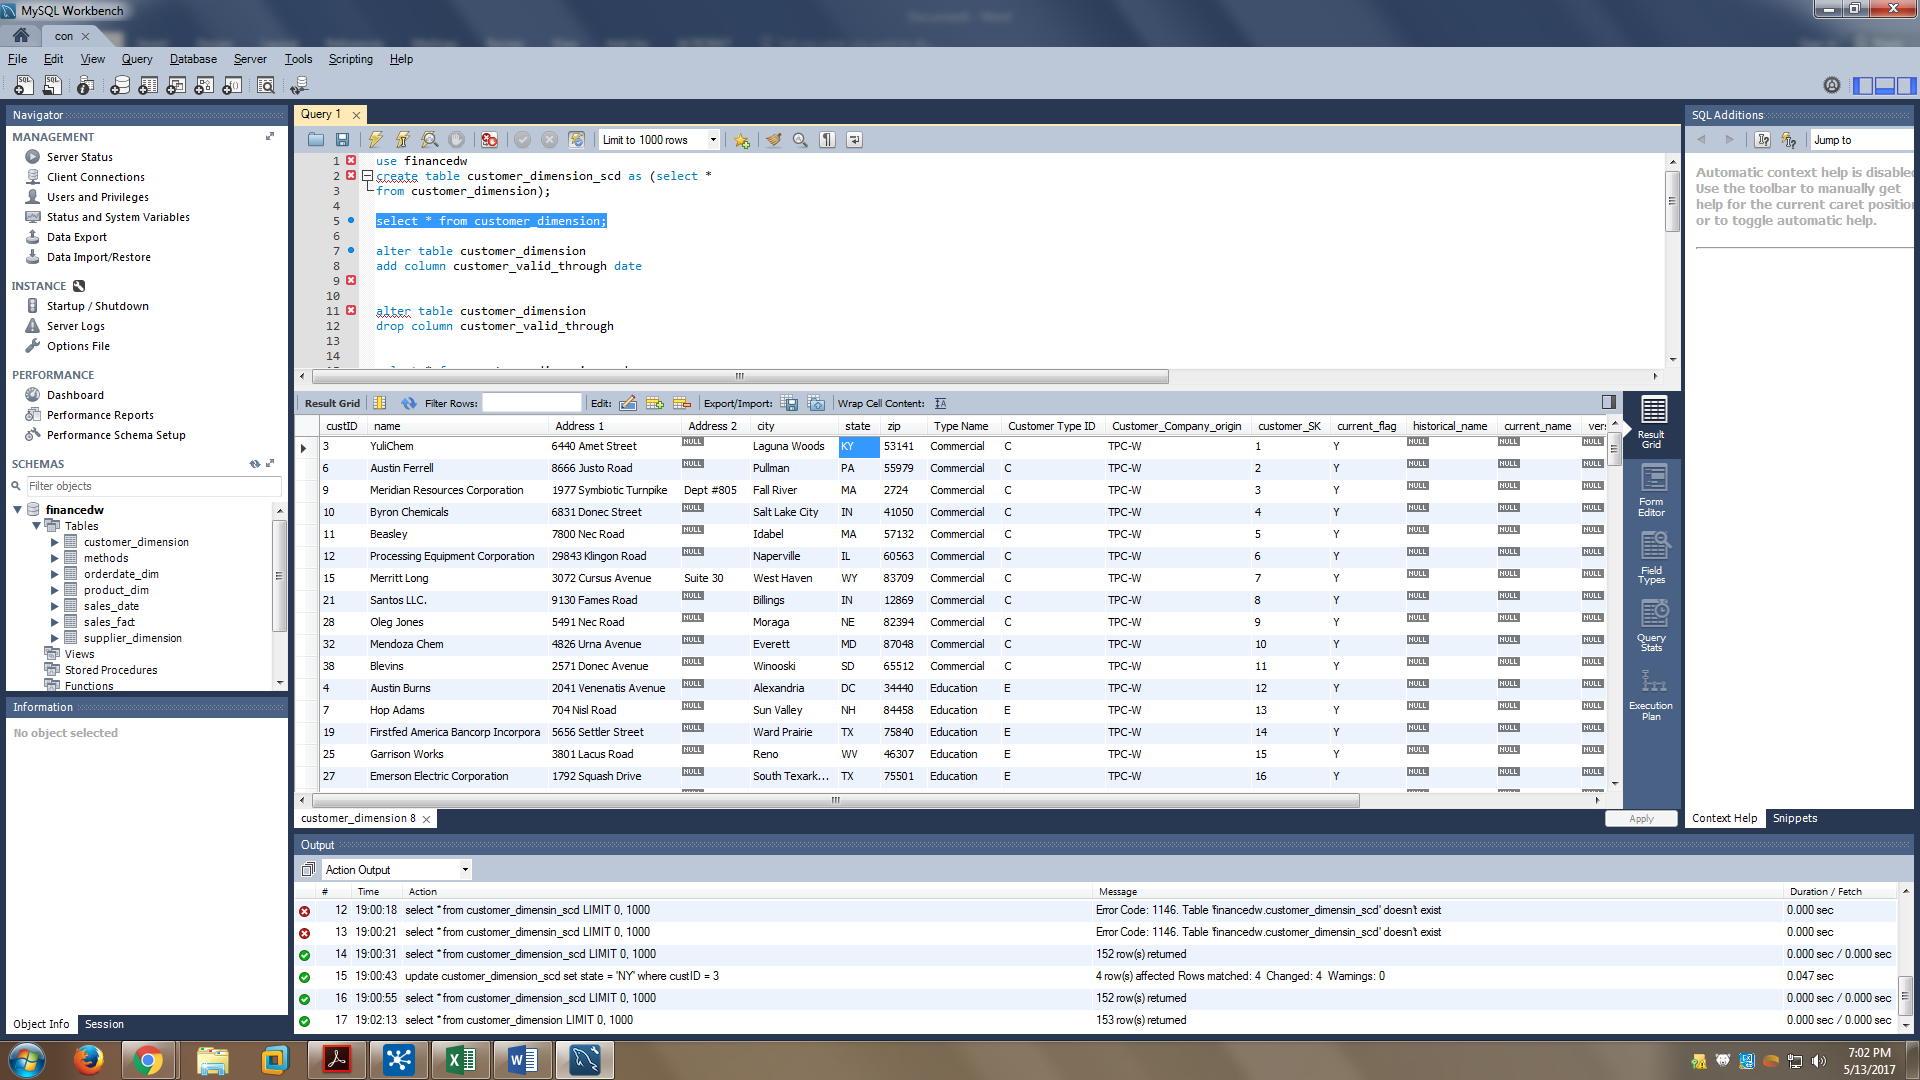 MySQL Workbench
con
File Edit View Query Database Server Tools Scripting Help
Navigator
MANAGEMENT
Server Status
Client Connections
Users and Privileges
Status and System Variables
Data Export
Data Import/Restore
INSTANCE
Startup / Shutdown
Server Logs
Options File
PERFORMANCE
Dashboard
Performance Reports
Performance Schema Setup
SCHEMAS
Filter objects
financedw
Tables
customer_dimension
methods
orderdate_dim
product_dim
sales_date
sales_fact
supplier_dimension
Views
Stored Procedures
Functions
Information
No object selected
Object Info Session
Query 1
Limit to 1000 rows
1 use financedw
2 create table customer_dimension_scd as (select *
3 from customer_dimension);
4
5 select * from customer_dimension;
6
7 alter table customer_dimension
8 add column customer_valid_through date
9
10
11 alter table customer_dimension
12 drop column customer_valid_through
13
14
Result Grid Filter Rows: Edit: Export/Import: Wrap Cell Content:
custID name Address 1 Address 2 city state zip Type Name Customer Type ID Customer_Company_origin customer_SK current_flag historical_name current_name vers
3 YuliChem 6440 Amet Street NULL Laguna Woods KY 53141 Commercial C TPC-W 1 Y NULL NULL NULL
6 Austin Ferrell 8666 Justo Road NULL Pullman PA 55979 Commercial C TPC-W 2 Y NULL NULL NULL
9 Meridian Resources Corporation 1977 Symbiotic Turnpike Dept #805 Fall River MA 2724 Commercial C TPC-W 3 Y NULL NULL NULL
10 Byron Chemicals 6831 Donec Street NULL Salt Lake City IN 41050 Commercial C TPC-W 4 Y NULL NULL NULL
11 Beasley 7800 Nec Road NULL Idabel MA 57132 Commercial C TPC-W 5 Y NULL NULL NULL
12 Processing Equipment Corporation 29843 Klingon Road NULL Naperville IL 60563 Commercial C TPC-W 6 Y NULL NULL NULL
15 Merritt Long 3072 Cursus Avenue Suite 30 West Haven WY 83709 Commercial C TPC-W 7 Y NULL NULL NULL
21 Santos LLC. 9130 Fames Road NULL Billings IN 12869 Commercial C TPC-W 8 Y NULL NULL NULL
28 Oleg Jones 5491 Nec Road NULL Moraga NE 82394 Commercial C TPC-W 9 Y NULL NULL NULL
32 Mendoza Chem 4826 Urna Avenue NULL Everett MD 87048 Commercial C TPC-W 10 Y NULL NULL NULL
38 Blevins 2571 Donec Avenue NULL Winooski SD 65512 Commercial C TPC-W 11 Y NULL NULL NULL
4 Austin Burns 2041 Venenatis Avenue NULL Alexandria DC 34440 Education E TPC-W 12 Y NULL NULL NULL
7 Hop Adams 704 Nisl Road NULL Sun Valley NH 84458 Education E TPC-W 13 Y NULL NULL NULL
19 Firstfed America Bancorp Incorpora 5656 Settler Street NULL Ward Prairie TX 75840 Education E TPC-W 14 Y NULL NULL NULL
25 Garrison Works 3801 Lacus Road NULL Reno WV 46307 Education E TPC-W 15 Y NULL NULL NULL
27 Emerson Electric Corporation 1792 Squash Drive NULL South Texark... TX 75501 Education E TPC-W 16 Y NULL NULL NULL
Result Grid
Form Editor
Field Types
Query Stats
Execution Plan
customer_dimension 8
Apply
SQL Additions
Jump to
Automatic context help is disabled
Use the toolbar to manually get
help for the current caret position
or to toggle automatic help.
Context Help Snippets
Output
Action Output
# Time Action Message Duration / Fetch
12 19:00:18 select * from customer_dimensin_scd LIMIT 0, 1000 Error Code: 1146. Table 'financedw.customer_dimensin_scd' doesn't exist 0.000 sec
13 19:00:21 select * from customer_dimensin_scd LIMIT 0, 1000 Error Code: 1146. Table 'financedw.customer_dimensin_scd' doesn't exist 0.000 sec
14 19:00:31 select * from customer_dimension_scd LIMIT 0, 1000 152 row(s) returned 0.000 sec / 0.000 sec
15 19:00:43 update customer_dimension_scd set state = 'NY' where custID = 3 4 row(s) affected Rows matched: 4 Changed: 4 Warnings: 0 0.047 sec
16 19:00:55 select * from customer_dimension_scd LIMIT 0, 1000 152 row(s) returned 0.000 sec / 0.000 sec
17 19:02:13 select * from customer_dimension LIMIT 0, 1000 153 row(s) returned 0.000 sec / 0.000 sec
7:02 PM
5/13/2017